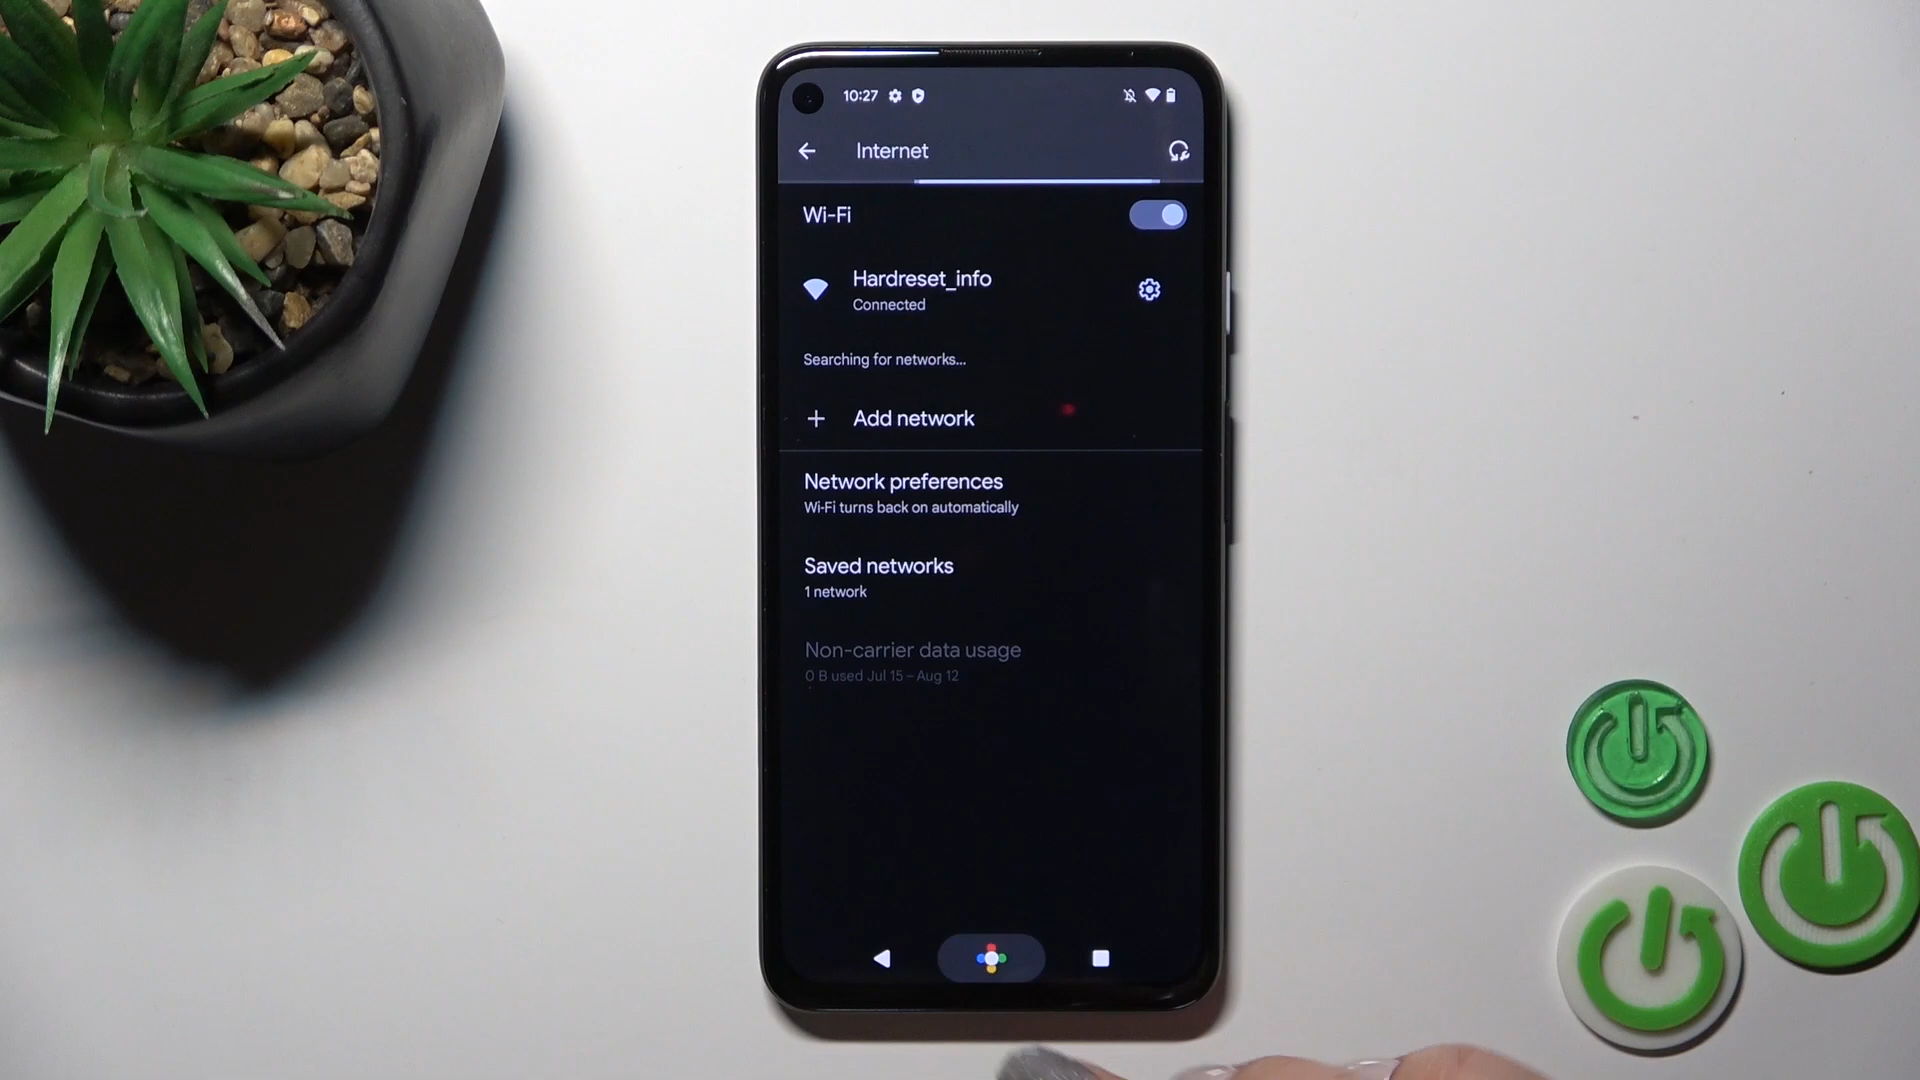 10:27
Internet
Wi-Fi
Hardreset_info
Connected
Searching for networks...
Add network
Network preferences
Wi-Fi turns back on automatically
Saved networks
1 network
Non-carrier data usage
0 B used Jul 15 – Aug 12